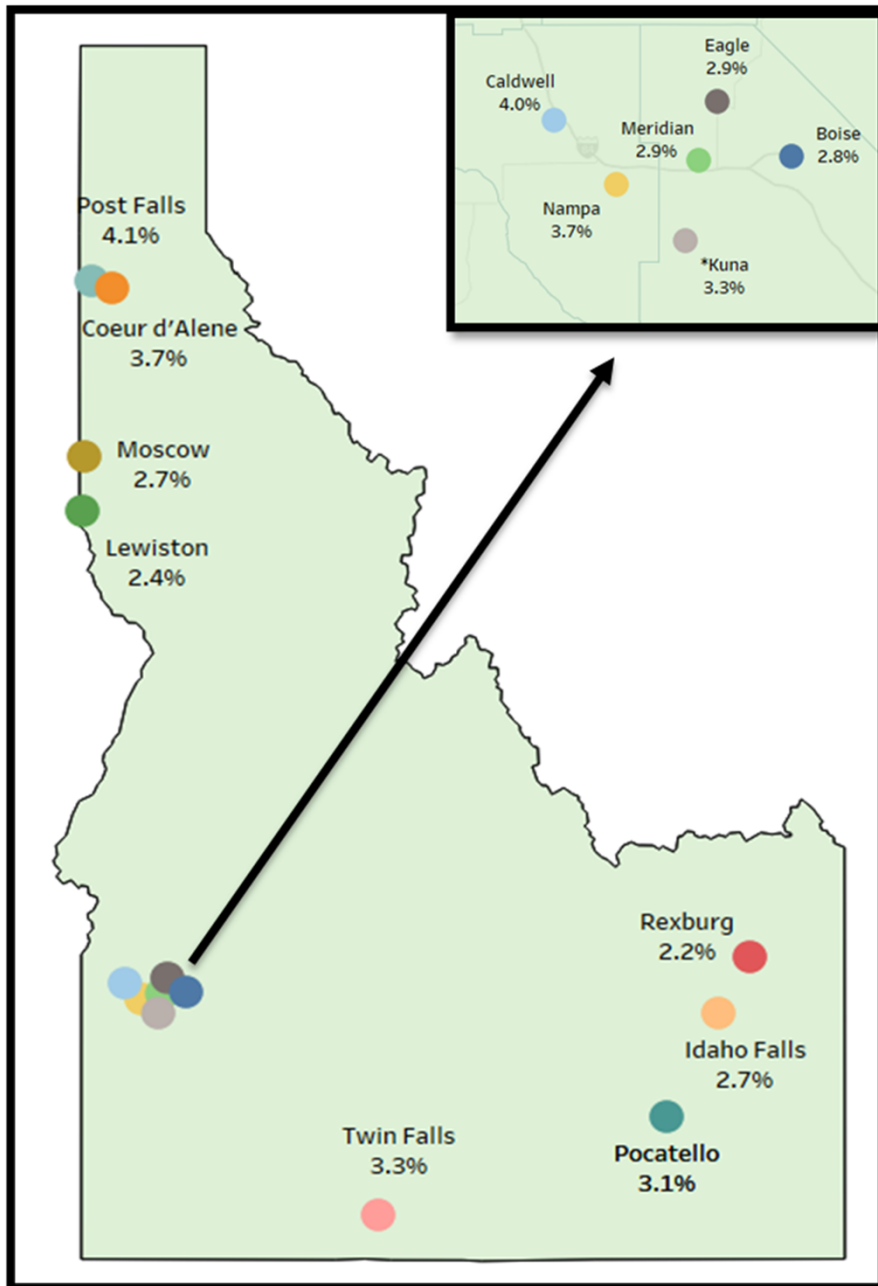 Eagle
2.9%
Caldwell
4.0%
Meridian
2.9%
Boise
2.8%
Nampa
3.7%
*Kuna
3.3%
Post Falls
4.1%
Coeur d’Alene
3.7%
Moscow
2.7%
Lewiston
2.4%
Rexburg
2.2%
Idaho Falls
2.7%
Twin Falls
3.3%
Pocatello
3.1%